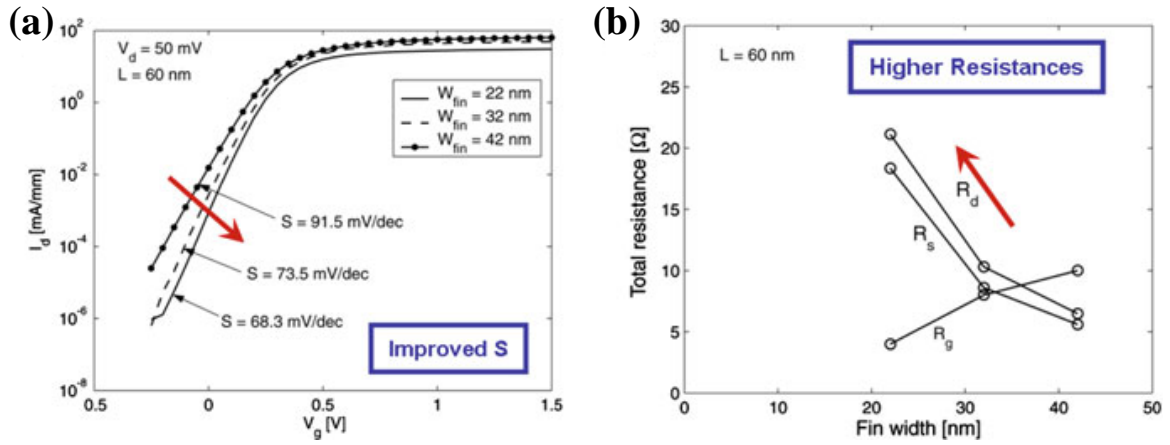 (a)
V_d = 50 mV
L = 60 nm
W_fin = 22 nm
W_fin = 32 nm
W_fin = 42 nm
S = 91.5 mV/dec
S = 73.5 mV/dec
S = 68.3 mV/dec
Improved S
10^2
10^0
10^-2
10^-4
10^-6
10^-8
I_d [mA/mm]
0.5 0 0.5 1 1.5
V_g [V]
(b)
L = 60 nm
Higher Resistances
R_d
R_s
R_g
30
25
20
15
10
5
0
Total resistance [Ω]
0 10 20 30 40 50
Fin width [nm]